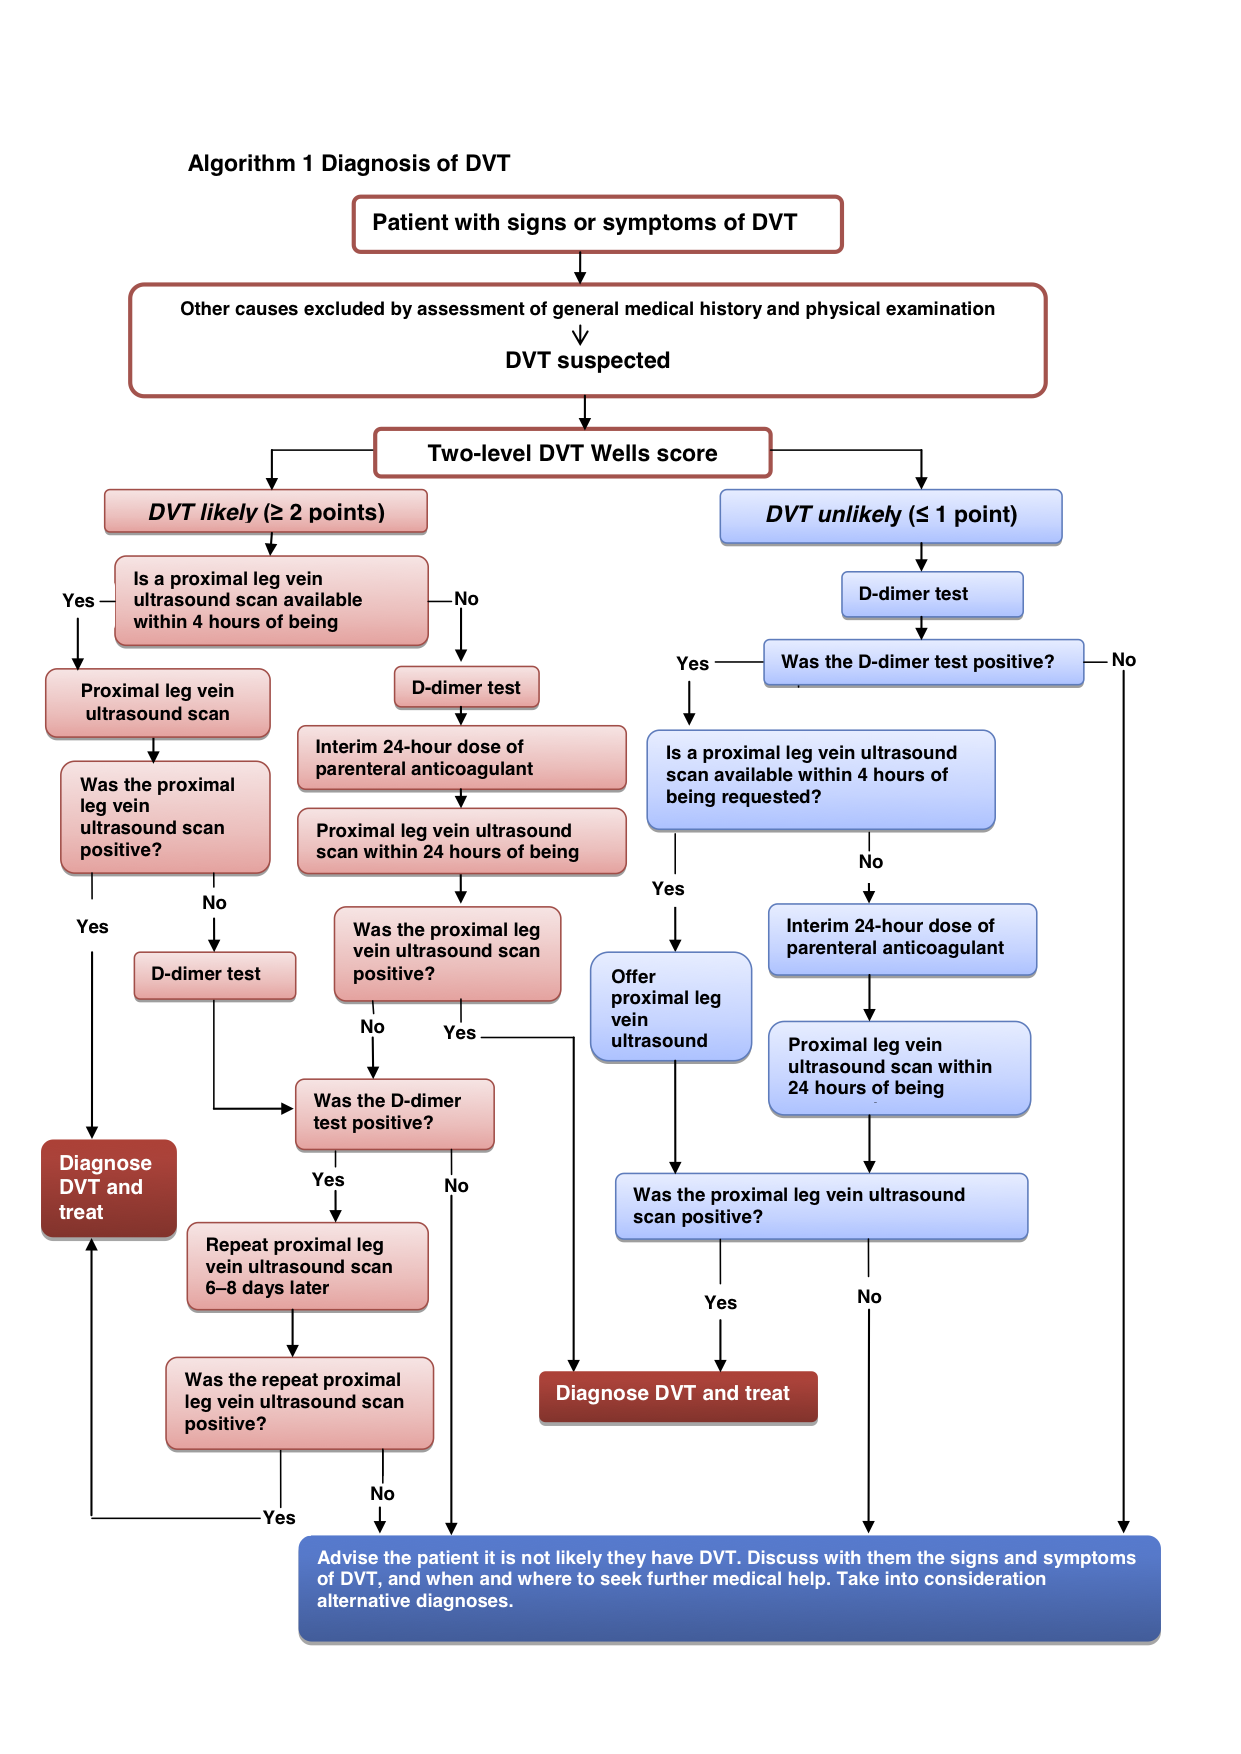 Algorithm 1 Diagnosis of DVT
Patient with signs or symptoms of DVT
Other causes excluded by assessment of general medical history and physical examination
DVT suspected
Two-level DVT Wells score
DVT likely (≥ 2 points)
DVT unlikely (≤ 1 point)
Is a proximal leg vein
ultrasound scan available
within 4 hours of being
Yes
No
D-dimer test
Was the D-dimer test positive?
Yes
No
Proximal leg vein
ultrasound scan
D-dimer test
Interim 24-hour dose of
parenteral anticoagulant
Is a proximal leg vein ultrasound
scan available within 4 hours of
being requested?
Was the proximal
leg vein
ultrasound scan
positive?
Proximal leg vein ultrasound
scan within 24 hours of being
Yes
No
Yes
No
Was the proximal leg
vein ultrasound scan
positive?
Interim 24-hour dose of
parenteral anticoagulant
D-dimer test
Offer
proximal leg
vein
ultrasound
No
Yes
Proximal leg vein
ultrasound scan within
24 hours of being
Was the D-dimer
test positive?
Diagnose
DVT and
treat
Yes
No
Was the proximal leg vein ultrasound
scan positive?
Repeat proximal leg
vein ultrasound scan
6–8 days later
Yes
No
Was the repeat proximal
leg vein ultrasound scan
positive?
Diagnose DVT and treat
No
Yes
Advise the patient it is not likely they have DVT. Discuss with them the signs and symptoms
of DVT, and when and where to seek further medical help. Take into consideration
alternative diagnoses.